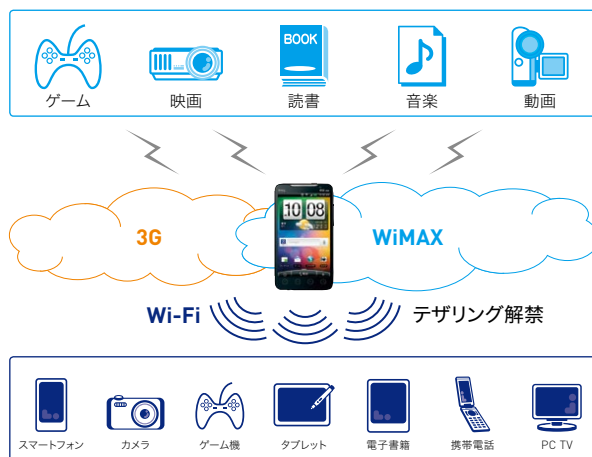 BOOK
ゲーム
映画
読書
音楽
動画
3G
10 08
WiMAX
Wi-Fi
テザリング解禁
スマートフォン
カメラ
ゲーム機
タブレット
電子書籍
携帯電話
PC TV